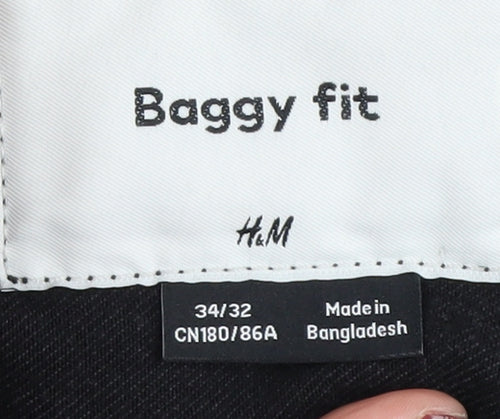 Baggy fit
H&M
34/32
CN180/86A
Made in
Bangladesh